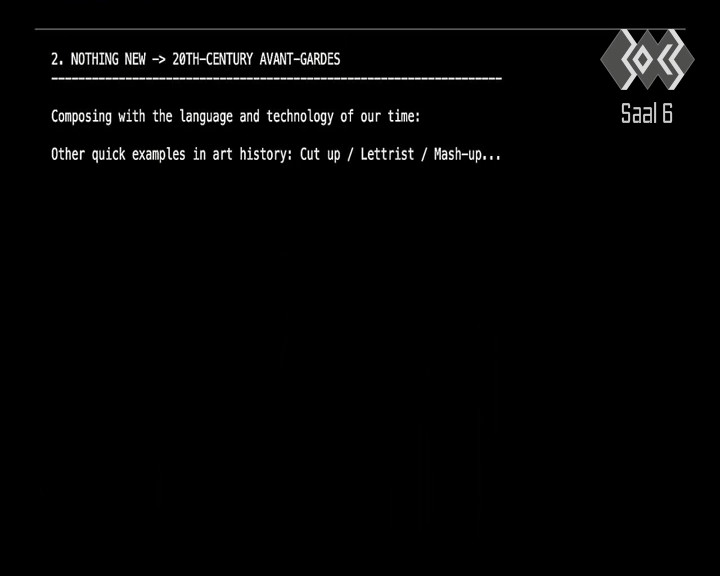 2. NOTHING NEW -> 20TH-CENTURY AVANT-GARDES
Composing with the language and technology of our time:
Other quick examples in art history: Cut up / Lettrist / Mash-up...
Saal 6